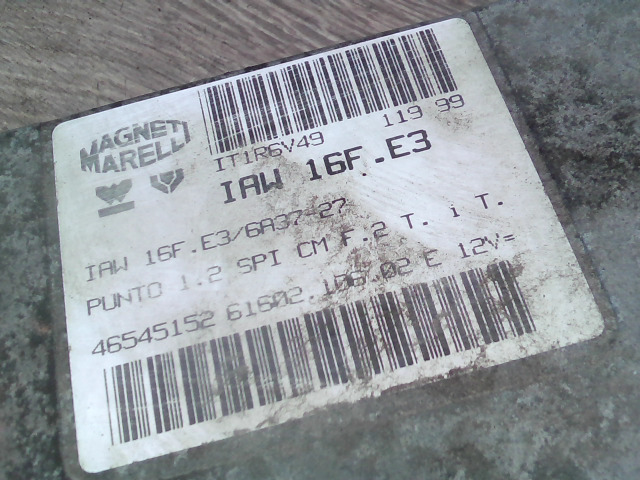 MAGNETI
MARELLI
IT1R6V49 119 99
IAW 16F.E3
IAW 16F.E3/6A37-27
PUNTO 1.2 SPI CM F.2 T. i T.
46545152 61602.106.02 E 12V=